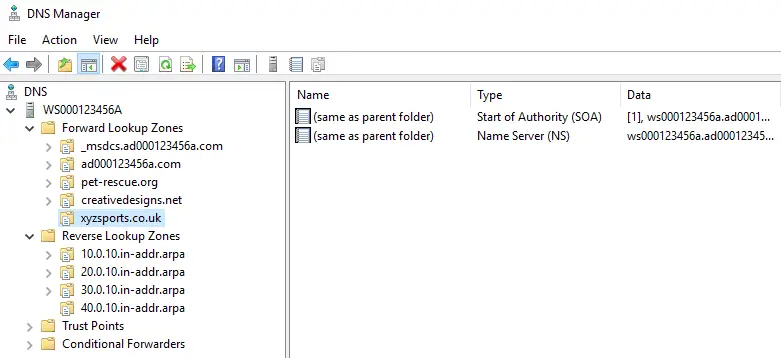 DNS Manager
File Action View Help
DNS
WS000123456A
Forward Lookup Zones
_msdcs.ad000123456a.com
ad000123456a.com
pet-rescue.org
creativedesigns.net
xyzsports.co.uk
Reverse Lookup Zones
10.0.10.in-addr.arpa
20.0.10.in-addr.arpa
30.0.10.in-addr.arpa
40.0.10.in-addr.arpa
Trust Points
Conditional Forwarders
Name Type Data
(same as parent folder) Start of Authority (SOA) [1], ws000123456a.ad0001...
(same as parent folder) Name Server (NS) ws000123456a.ad00012345...